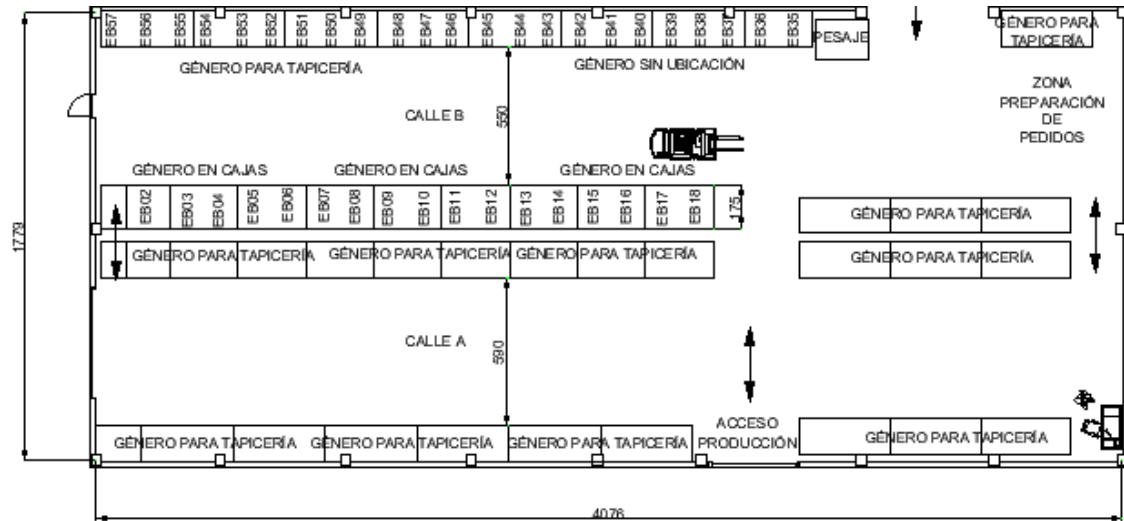 EB57
EB56
EB55
EB54
EB53
EB52
EB51
EB50
EB49
EB48
EB47
EB46
EB45
EB44
EB43
EB42
EB41
EB40
EB39
EB38
EB36
EB35
PESAJE
GÉNERO PARA
TAPICERÍA
GÉNERO PARA TAPICERÍA
GÉNERO SIN UBICACIÓN
ZONA
PREPARACIÓN
DE
PEDIDOS
CALLE B
550
GÉNERO EN CAJAS
GÉNERO EN CAJAS
GÉNERO EN CAJAS
EB02
EB03
EB04
EB05
EB06
EB07
EB08
EB09
EB10
EB11
EB12
EB13
EB14
EB15
EB16
EB17
EB18
175
GÉNERO PARA TAPICERÍA
1779
GÉNERO PARA TAPICERÍA
GÉNERO PARA TAPICERÍA
GÉNERO PARA TAPICERÍA
GÉNERO PARA TAPICERÍA
CALLE A
590
ACCESO
PRODUCCIÓN
GÉNERO PARA TAPICERÍA
GÉNERO PARA TAPICERÍA
GÉNERO PARA TAPICERÍA
GÉNERO PARA TAPICERÍA
4076